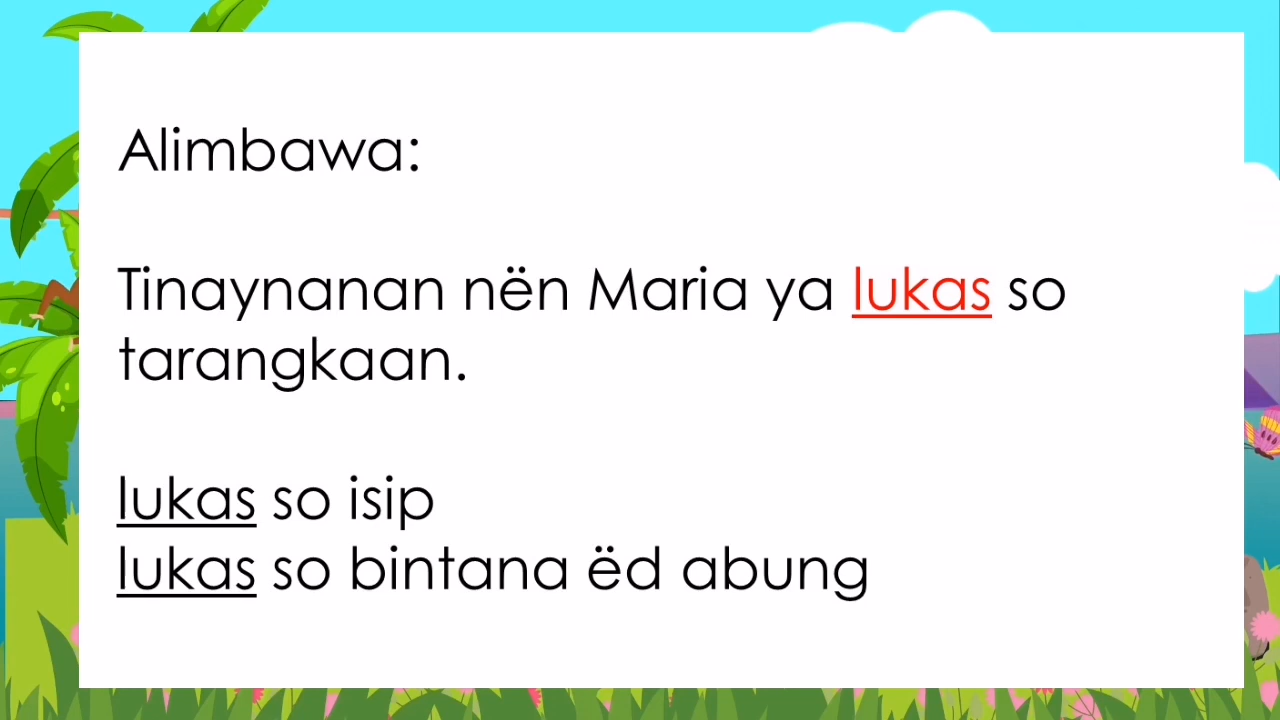 Alimbawa:
Tinaynanan nën Maria ya lukas so
tarangkaan.
lukas so isip
lukas so bintana ëd abung